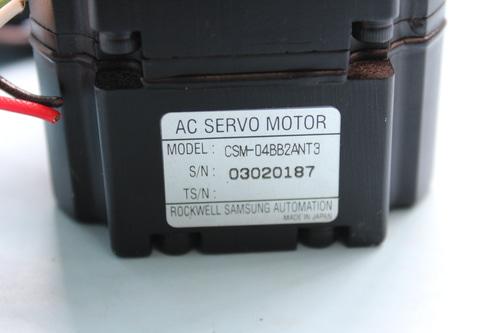 AC SERVO MOTOR
MODEL : CSM-04BB2ANT3
S/N : 03020187
TS/N :
ROCKWELL SAMSUNG AUTOMATION
MADE IN JAPAN